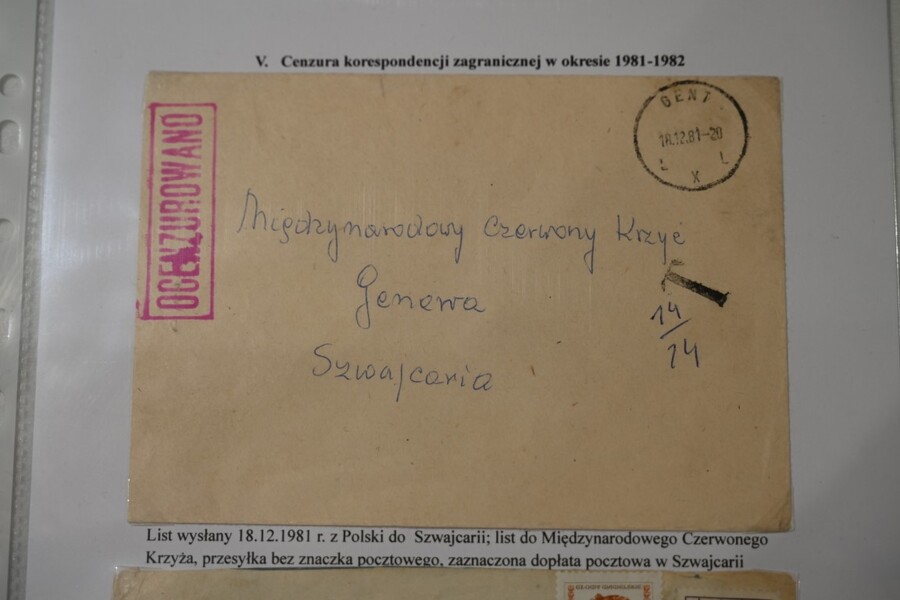 V. Cenzura korespondencji zagranicznej w okresie 1981-1982
OCENZUROWANO
GENT
18.12.81-20
L L
X
Międzynarodowy Czerwony Krzyż
Genewa
Szwajcaria
T
14
14
List wysłany 18.12.1981 r. z Polski do Szwajcarii; list do Międzynarodowego Czerwonego
Krzyża, przesyłka bez znaczka pocztowego, zaznaczona dopłata pocztowa w Szwajcarii